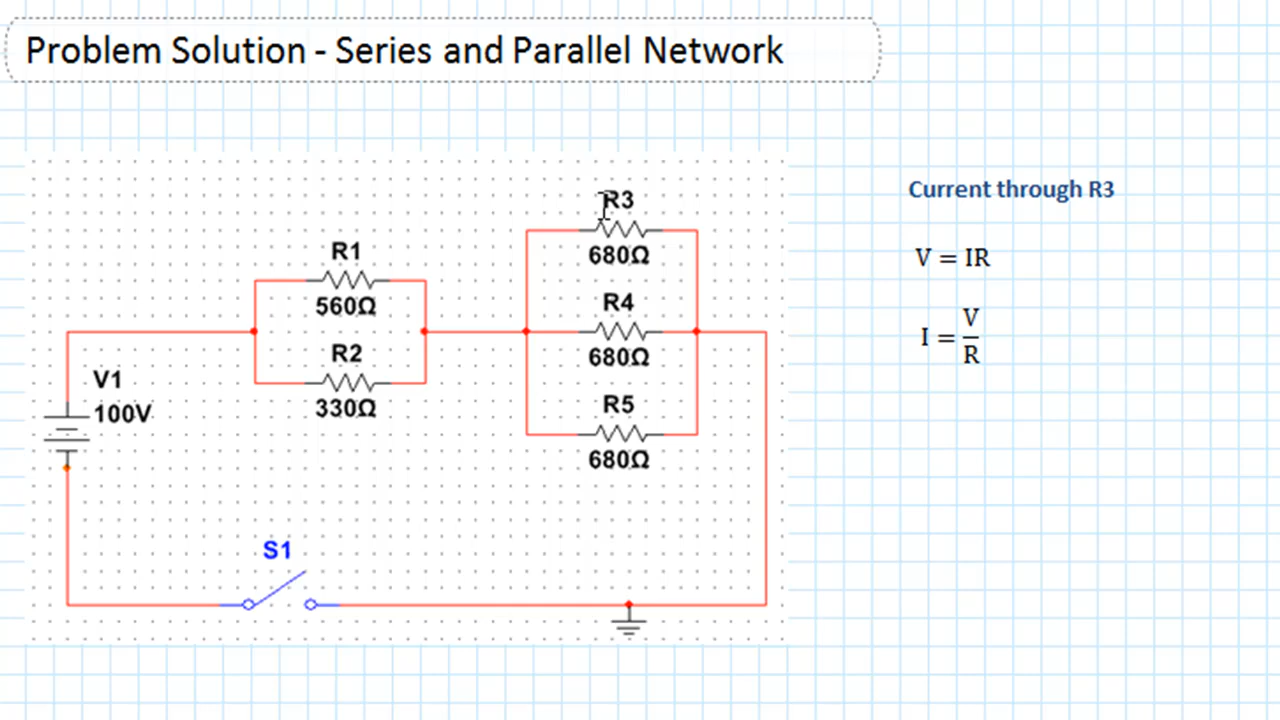 Problem Solution - Series and Parallel Network
R3
680Ω
R1
560Ω
R4
680Ω
R2
330Ω
R5
680Ω
V1
100V
S1
Current through R3
V = IR
I = V/R